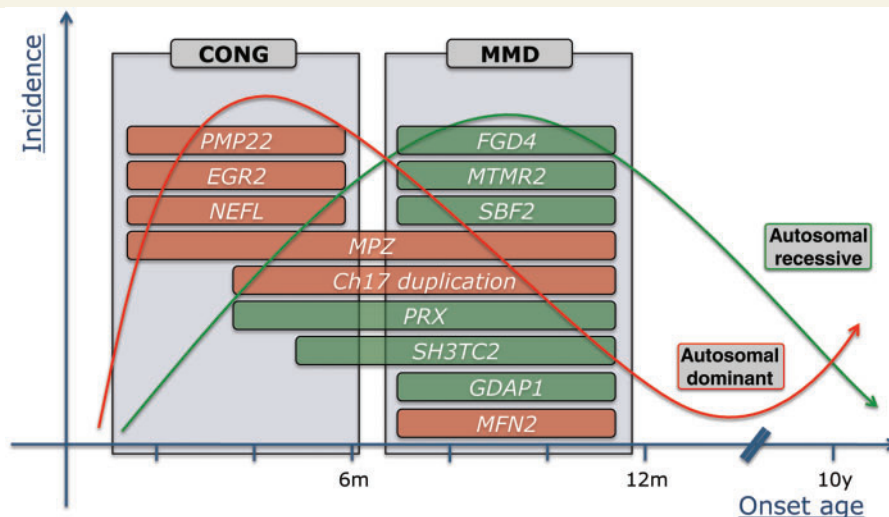 CONG
MMD
Incidence
PMP22
FGD4
EGR2
MTMR2
NEFL
SBF2
MPZ
Autosomal
recessive
Ch17 duplication
PRX
SH3TC2
Autosomal
dominant
GDAP1
MFN2
6m
12m
10y
Onset age